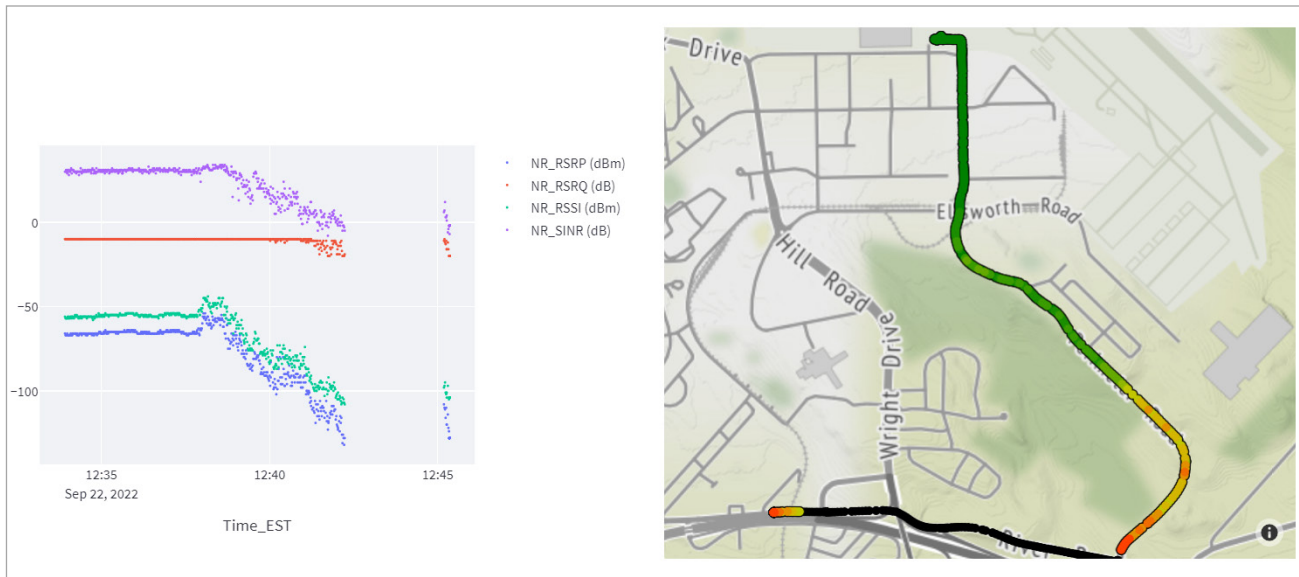 0
−50
−100
12:35
12:40
12:45
Sep 22, 2022
Time_EST
NR_RSRP (dBm)
NR_RSRQ (dB)
NR_RSSI (dBm)
NR_SINR (dB)
Drive
Ellsworth Road
Hill Road
Wright Drive
River
i